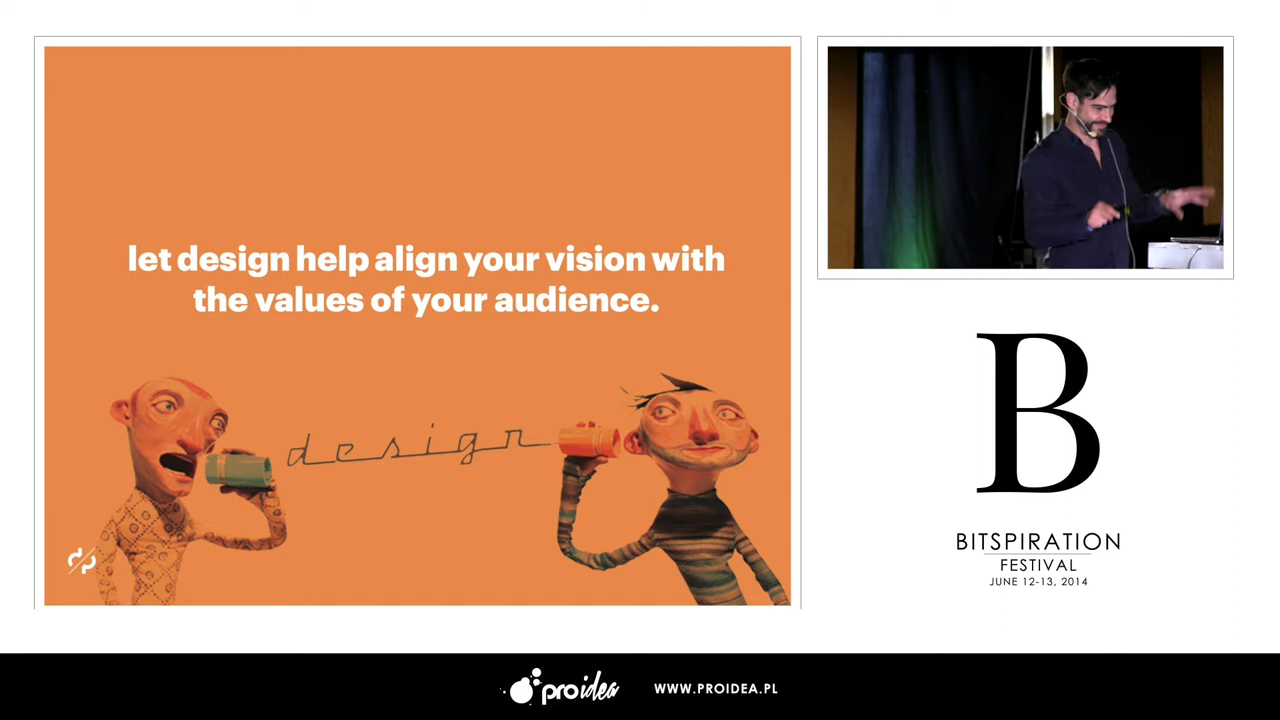 let design help align your vision with
the values of your audience.
design
B
BITSPIRATION
FESTIVAL
JUNE 12-13, 2014
proidea
WWW.PROIDEA.PL